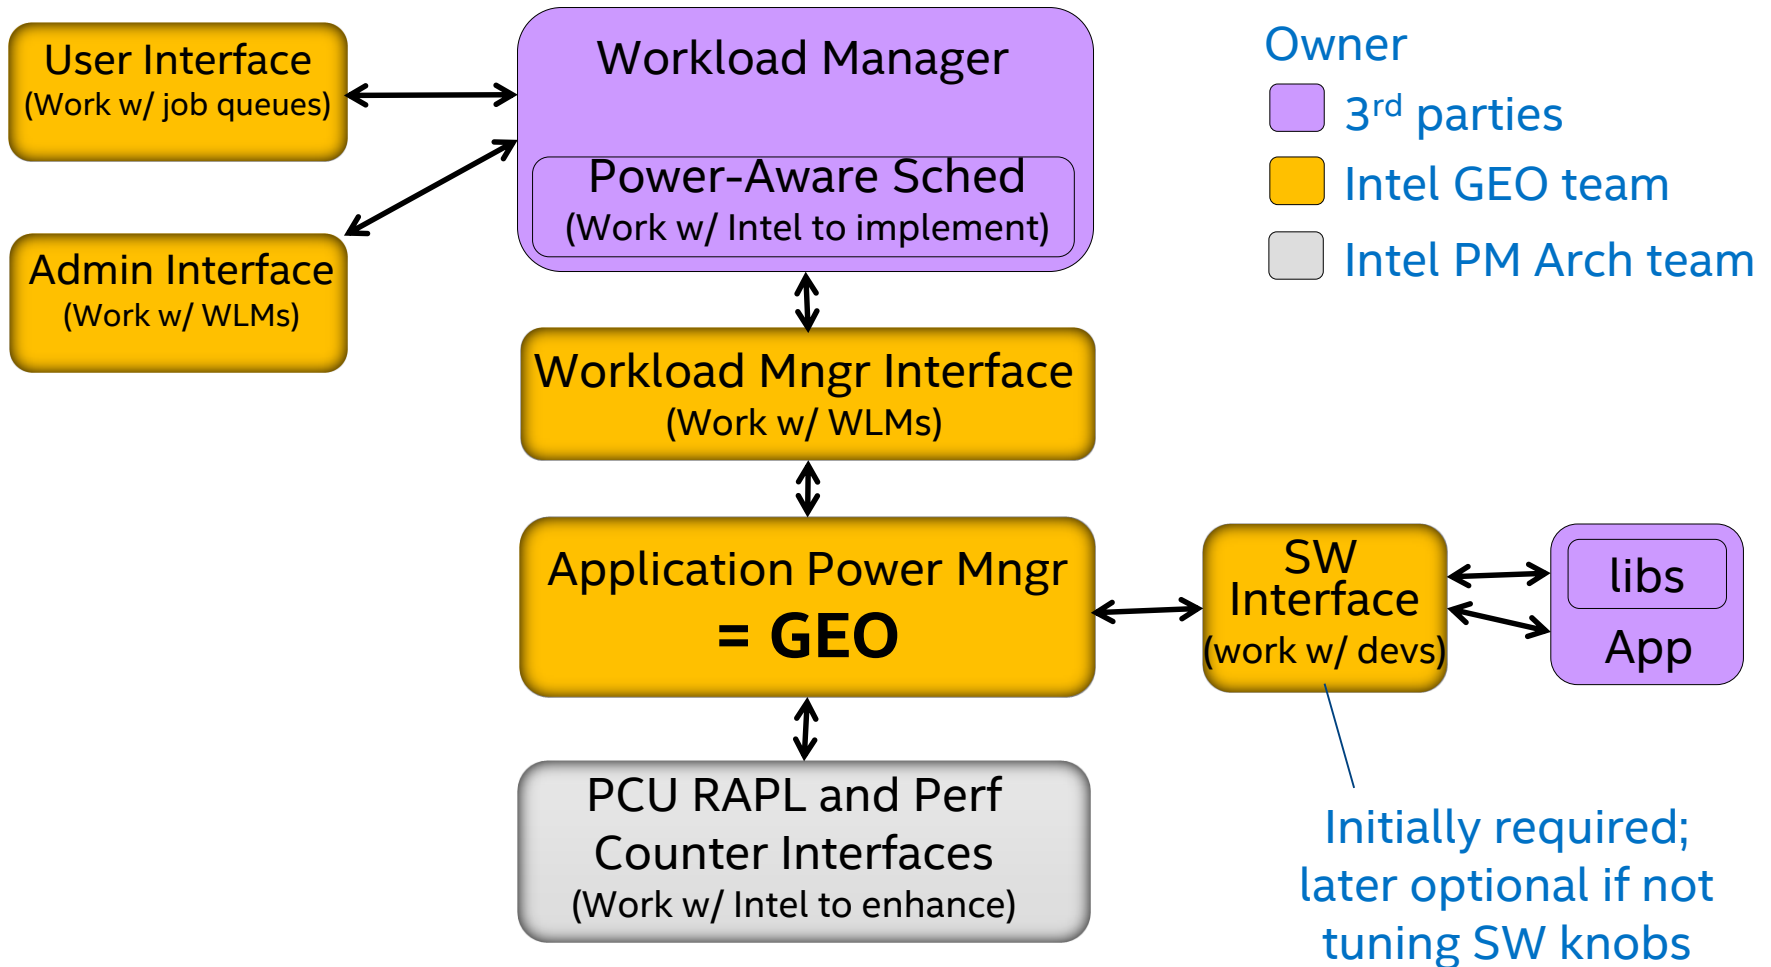 User Interface
(Work w/ job queues)
Admin Interface
(Work w/ WLMs)
Workload Manager
Power-Aware Sched
(Work w/ Intel to implement)
Workload Mngr Interface
(Work w/ WLMs)
Application Power Mngr
= GEO
PCU RAPL and Perf
Counter Interfaces
(Work w/ Intel to enhance)
SW
Interface
(work w/ devs)
libs
App
Initially required;
later optional if not
tuning SW knobs
Owner
3rd parties
Intel GEO team
Intel PM Arch team